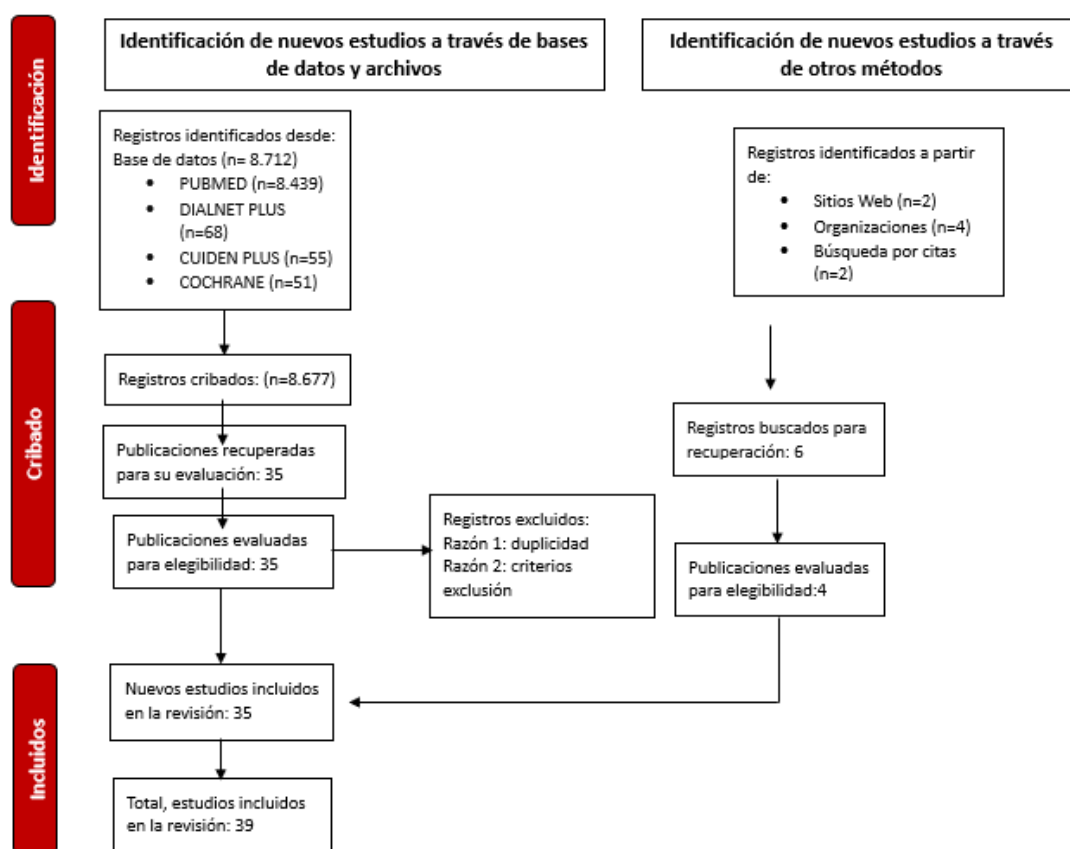 Identificación
Identificación de nuevos estudios a través de bases
de datos y archivos
Identificación de nuevos estudios a través
de otros métodos
Registros identificados desde:
Base de datos (n= 8.712)
• PUBMED (n=8.439)
• DIALNET PLUS
(n=68)
• CUIDEN PLUS (n=55)
• COCHRANE (n=51)
Registros identificados a partir
de:
• Sitios Web (n=2)
• Organizaciones (n=4)
• Búsqueda por citas
(n=2)
Cribado
Registros cribados: (n=8.677)
Publicaciones recuperadas
para su evaluación: 35
Publicaciones evaluadas
para elegibilidad: 35
Registros excluidos:
Razón 1: duplicidad
Razón 2: criterios
exclusión
Registros buscados para
recuperación: 6
Publicaciones evaluadas
para elegibilidad:4
Incluidos
Nuevos estudios incluidos
en la revisión: 35
Total, estudios incluidos
en la revisión: 39